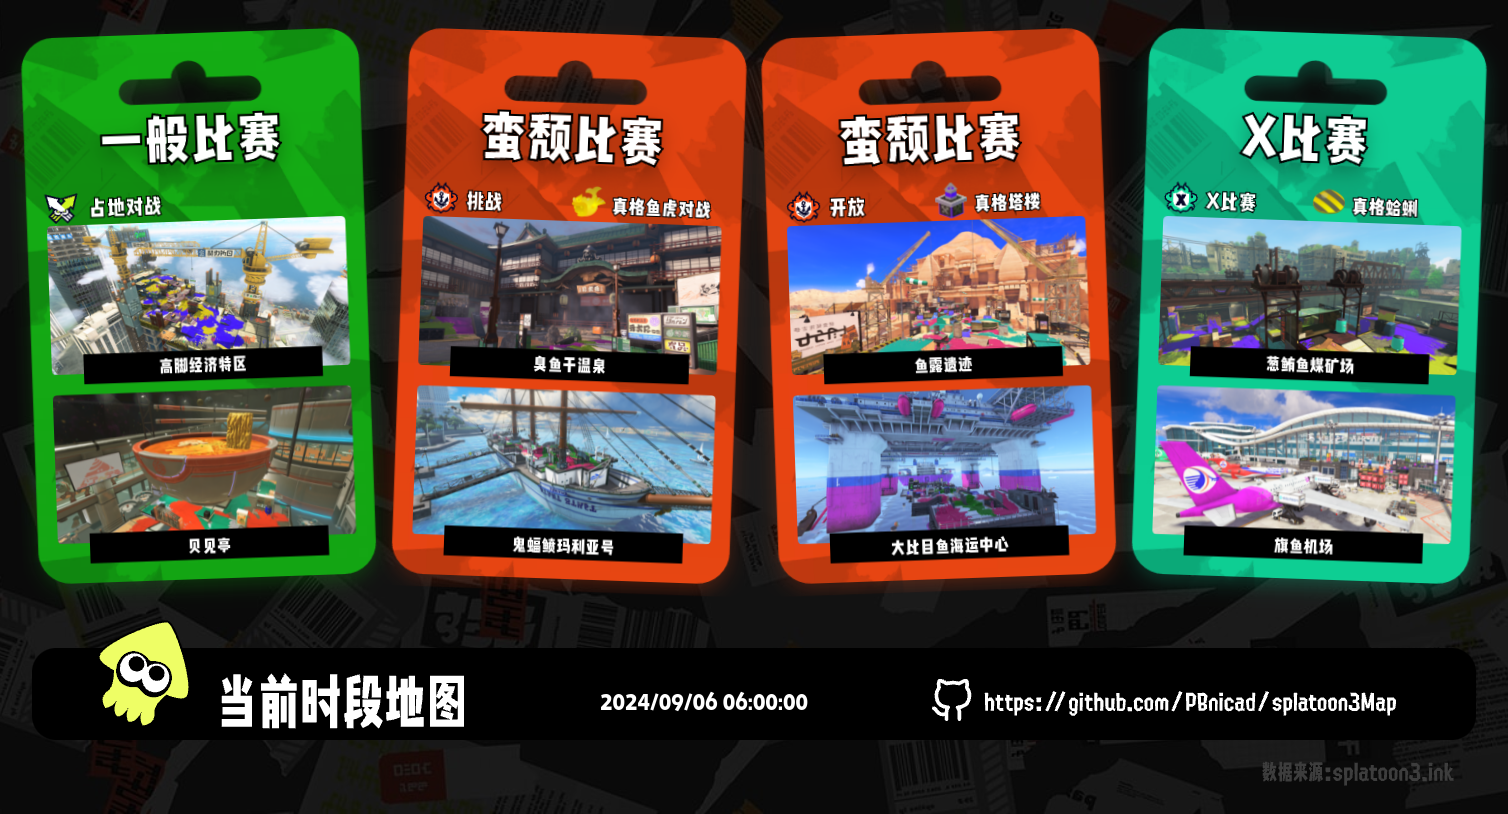 一般比赛
占地对战
高脚经济特区
贝见亭
蛮颓比赛
挑战
真格鱼虎对战
臭鱼干温泉
鬼蝠鲼玛利亚号
蛮颓比赛
开放
真格塔楼
鱼露遗迹
大比目鱼海运中心
X比赛
X比赛
真格蛤蜊
葱鲔鱼煤矿场
旗鱼机场
当前时段地图
2024/09/06 06:00:00
https://github.com/PBnicad/splatoon3Map
数据来源:splatoon3.ink